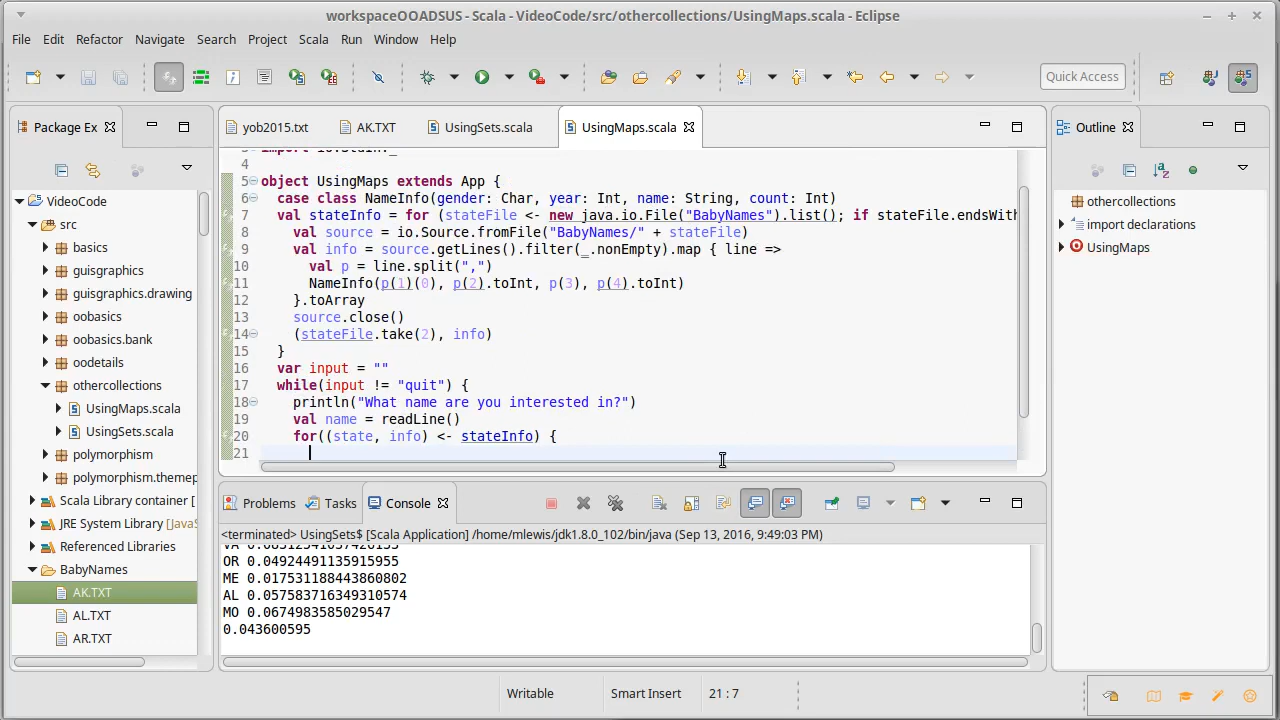 workspaceOOADSUS - Scala - VideoCode/src/othercollections/UsingMaps.scala - Eclipse
File Edit Refactor Navigate Search Project Scala Run Window Help
Quick Access
Package Ex
yob2015.txt AK.TXT UsingSets.scala UsingMaps.scala
Outline
VideoCode
src
basics
guisgraphics
guisgraphics.drawing
oobasics
oobasics.bank
oodetails
othercollections
UsingMaps.scala
UsingSets.scala
polymorphism
polymorphism.themep
Scala Library container [
JRE System Library [JavaS
Referenced Libraries
BabyNames
AK.TXT
AL.TXT
AR.TXT
4
5 object UsingMaps extends App {
6 case class NameInfo(gender: Char, year: Int, name: String, count: Int)
7 val stateInfo = for (stateFile <- new java.io.File("BabyNames").list(); if stateFile.endsWith
8 val source = io.Source.fromFile("BabyNames/" + stateFile)
9 val info = source.getLines().filter(_.nonEmpty).map { line =>
10 val p = line.split(",")
11 NameInfo(p(1)(0), p(2).toInt, p(3), p(4).toInt)
12 }.toArray
13 source.close()
14 (stateFile.take(2), info)
15 }
16 var input = ""
17 while(input != "quit") {
18 println("What name are you interested in?")
19 val name = readLine()
20 for((state, info) <- stateInfo) {
21
othercollections
import declarations
UsingMaps
Problems Tasks Console
<terminated> UsingSets$ [Scala Application] /home/mlewis/jdk1.8.0_102/bin/java (Sep 13, 2016, 9:49:03 PM)
OR 0.04924491135915955
ME 0.017531188443860802
AL 0.057583716349310574
MO 0.0674983585029547
0.043600595
Writable Smart Insert 21 : 7